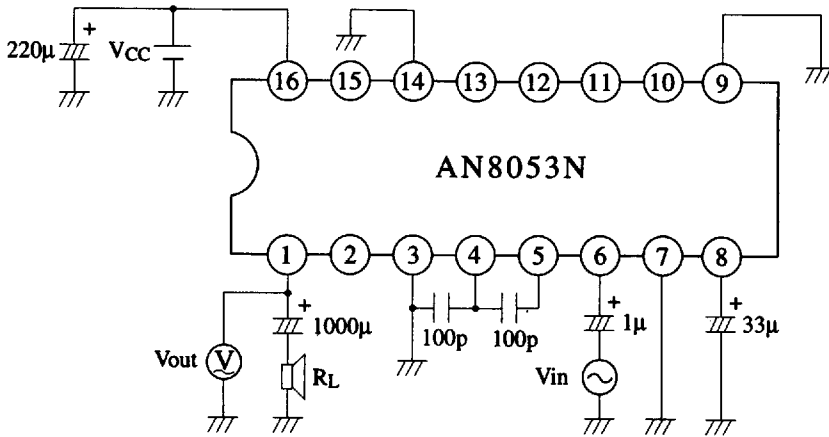 220μ
+
VCC
16
15
14
13
12
11
10
9
AN8053N
1
2
3
4
5
6
7
8
+
1000μ
100p
100p
+
1μ
+
33μ
Vout
V
RL
Vin